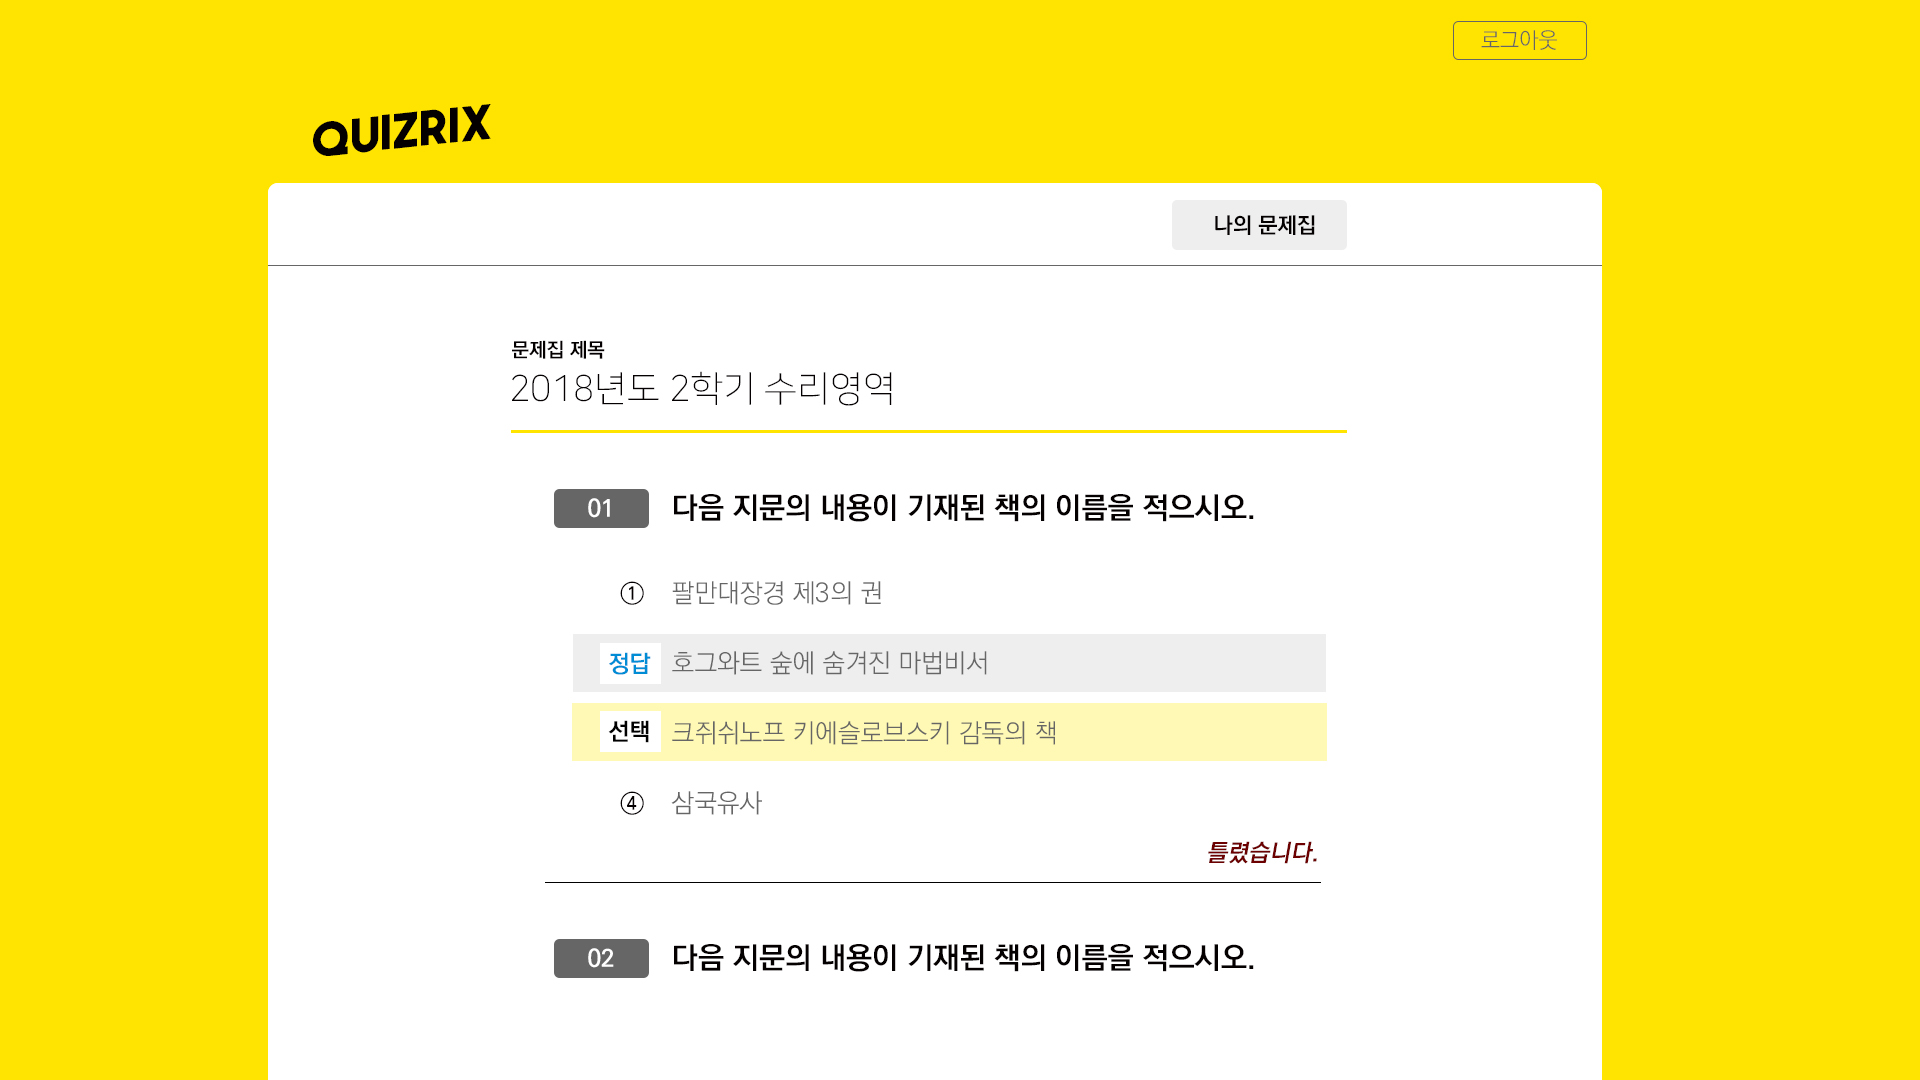 로그아웃
QUIZRIX
나의 문제집
문제집 제목
2018년도 2학기 수리영역
01 다음 지문의 내용이 기재된 책의 이름을 적으시오.
① 팔만대장경 제3의 권
정답 호그와트 숲에 숨겨진 마법비서
선택 크쥐쉬노프 키에슬로브스키 감독의 책
④ 삼국유사
틀렸습니다.
02 다음 지문의 내용이 기재된 책의 이름을 적으시오.